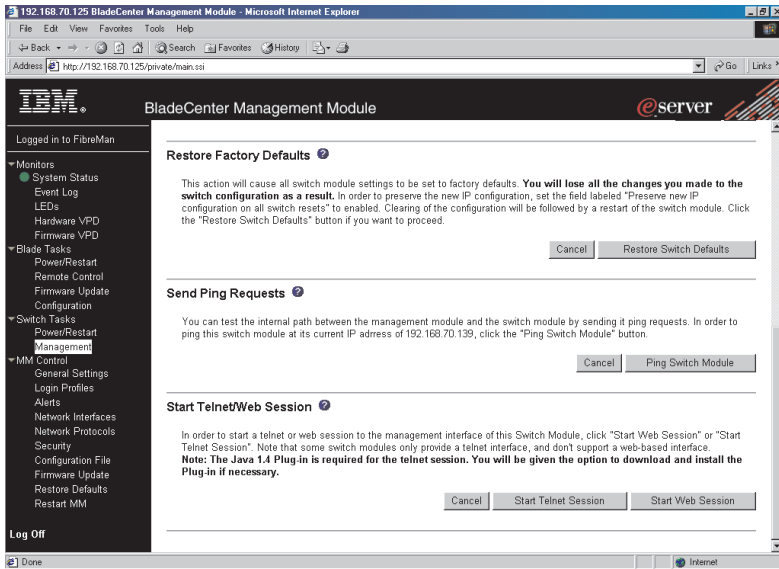 192.168.70.125 BladeCenter Management Module - Microsoft Internet Explorer
File Edit View Favorites Tools Help
Back Search Favorites History
Address http://192.168.70.125/private/main.ssi Go Links
IBM® BladeCenter Management Module @server
Logged in to FibreMan
Monitors
System Status
Event Log
LEDs
Hardware VPD
Firmware VPD
Blade Tasks
Power/Restart
Remote Control
Firmware Update
Configuration
Switch Tasks
Power/Restart
Management
MM Control
General Settings
Login Profiles
Alerts
Network Interfaces
Network Protocols
Security
Configuration File
Firmware Update
Restore Defaults
Restart MM
Log Off
Restore Factory Defaults ?
This action will cause all switch module settings to be set to factory defaults. You will lose all the changes you made to the
switch configuration as a result. In order to preserve the new IP configuration, set the field labeled "Preserve new IP
configuration on all switch resets" to enabled. Clearing of the configuration will be followed by a restart of the switch module. Click
the "Restore Switch Defaults" button if you want to proceed.
Cancel Restore Switch Defaults
Send Ping Requests ?
You can test the internal path between the management module and the switch module by sending it ping requests. In order to
ping this switch module at its current IP adrress of 192.168.70.139, click the "Ping Switch Module" button.
Cancel Ping Switch Module
Start Telnet/Web Session ?
In order to start a telnet or web session to the management interface of this Switch Module, click "Start Web Session" or "Start
Telnet Session". Note that some switch modules only provide a telnet interface, and don't support a web-based interface.
Note: The Java 1.4 Plug-in is required for the telnet session. You will be given the option to download and install the
Plug-in if necessary.
Cancel Start Telnet Session Start Web Session
Done Internet